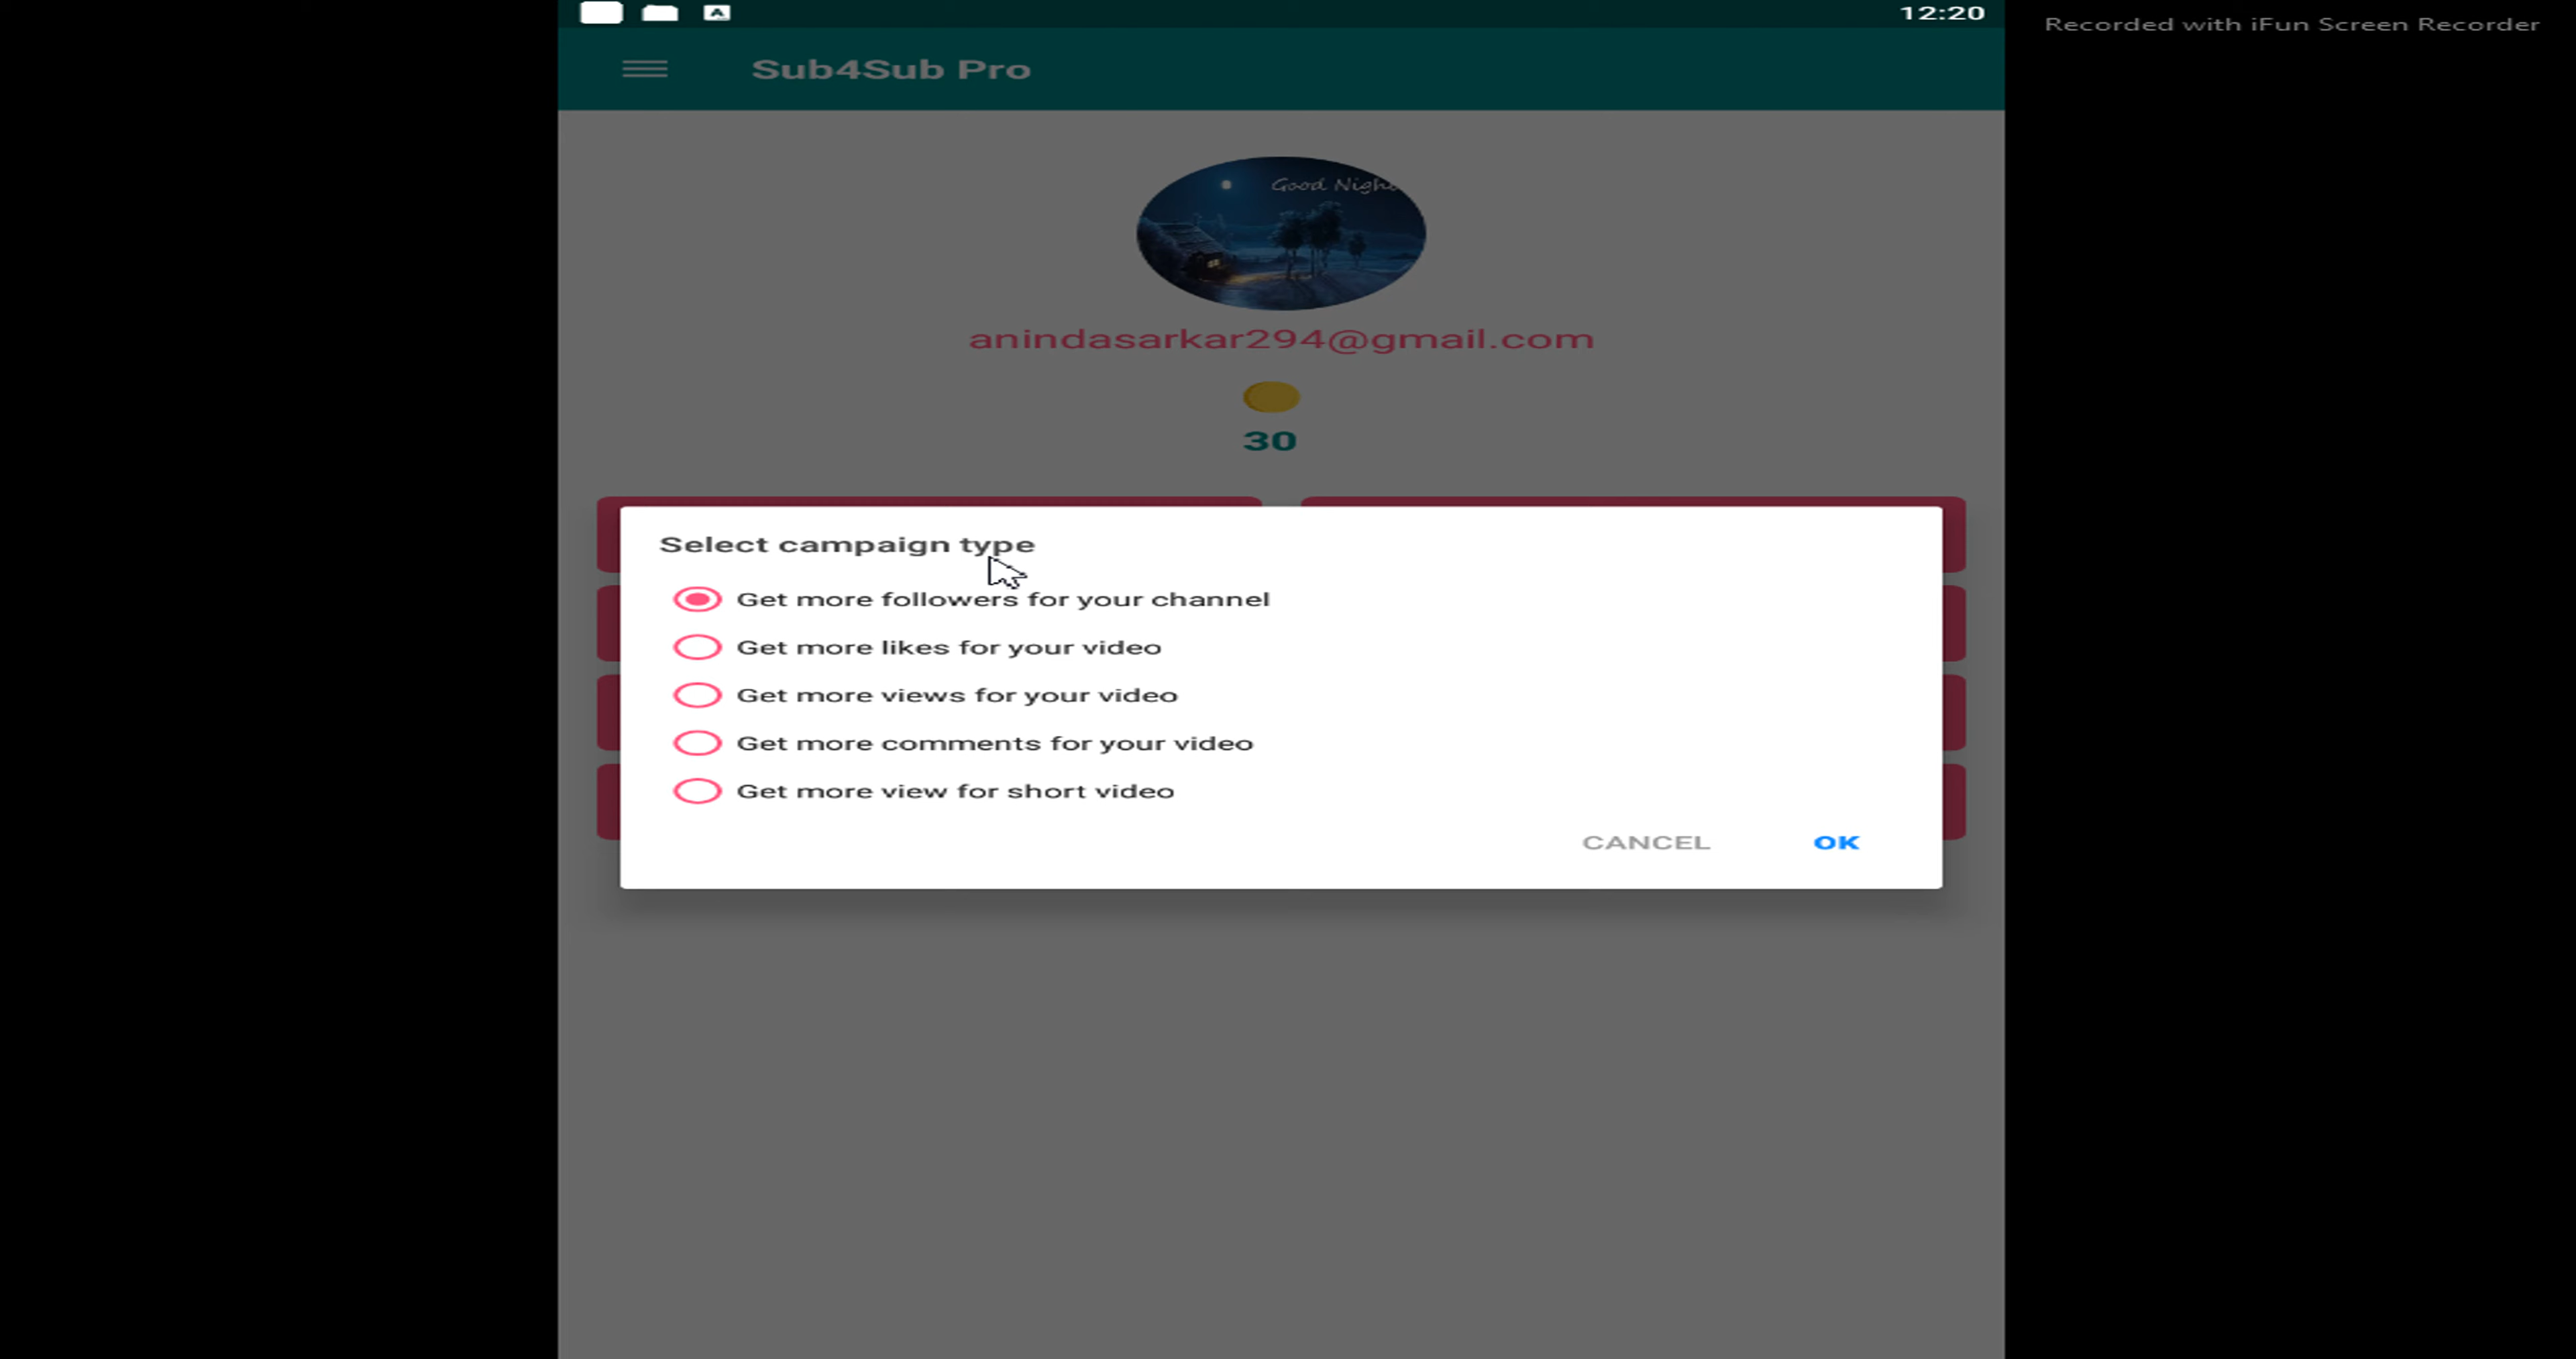 12:20
Recorded with iFun Screen Recorder
Sub4Sub Pro
Good Nigh
anindasarkar294@gmail.com
30
Select campaign type
Get more followers for your channel
Get more likes for your video
Get more views for your video
Get more comments for your video
Get more view for short video
CANCEL OK